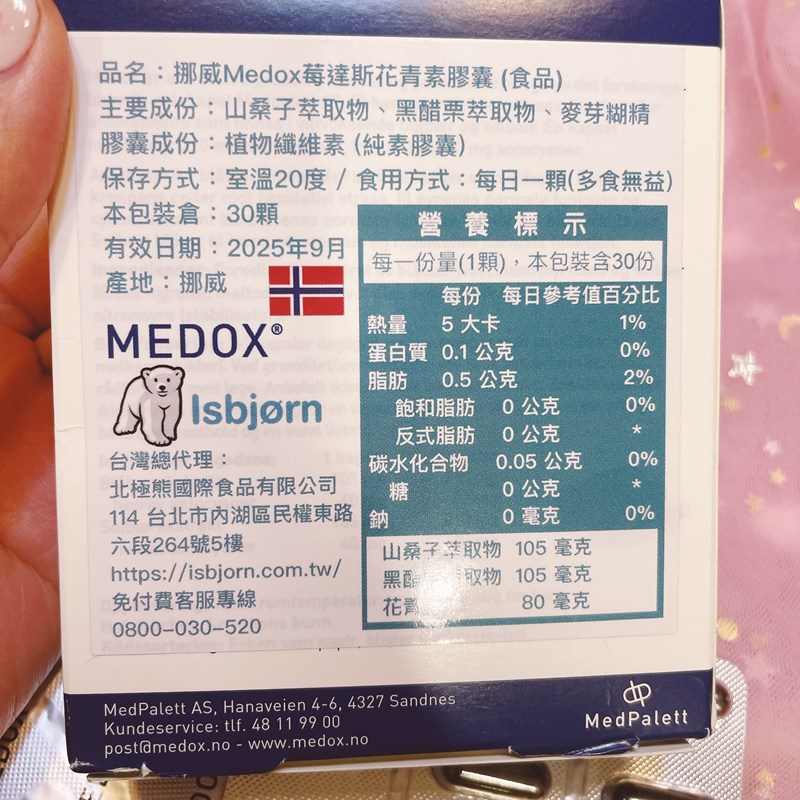 品名：挪威Medox莓達斯花青素膠囊 (食品)
主要成份：山桑子萃取物、黑醋栗萃取物、麥芽糊精
膠囊成份：植物纖維素 (純素膠囊)
保存方式：室溫20度 / 食用方式：每日一顆(多食無益)
本包裝倉：30顆
有效日期：2025年9月
產地：挪威
MEDOX®
Isbjørn
台灣總代理：
北極熊國際食品有限公司
114 台北市內湖區民權東路
六段264號5樓
https://isbjorn.com.tw/
免付費客服專線
0800-030-520
營養標示
每一份量(1顆)，本包裝含30份
每份 每日參考值百分比
熱量 5 大卡 1%
蛋白質 0.1 公克 0%
脂肪 0.5 公克 2%
飽和脂肪 0 公克 0%
反式脂肪 0 公克 *
碳水化合物 0.05 公克 0%
糖 0 公克 *
鈉 0 毫克 0%
山桑子萃取物 105 毫克
黑醋 取物 105 毫克
花青 80 毫克
MedPalett AS, Hanaveien 4-6, 4327 Sandnes
Kundeservice: tlf. 48 11 99 00
post@medox.no - www.medox.no
MedPalett